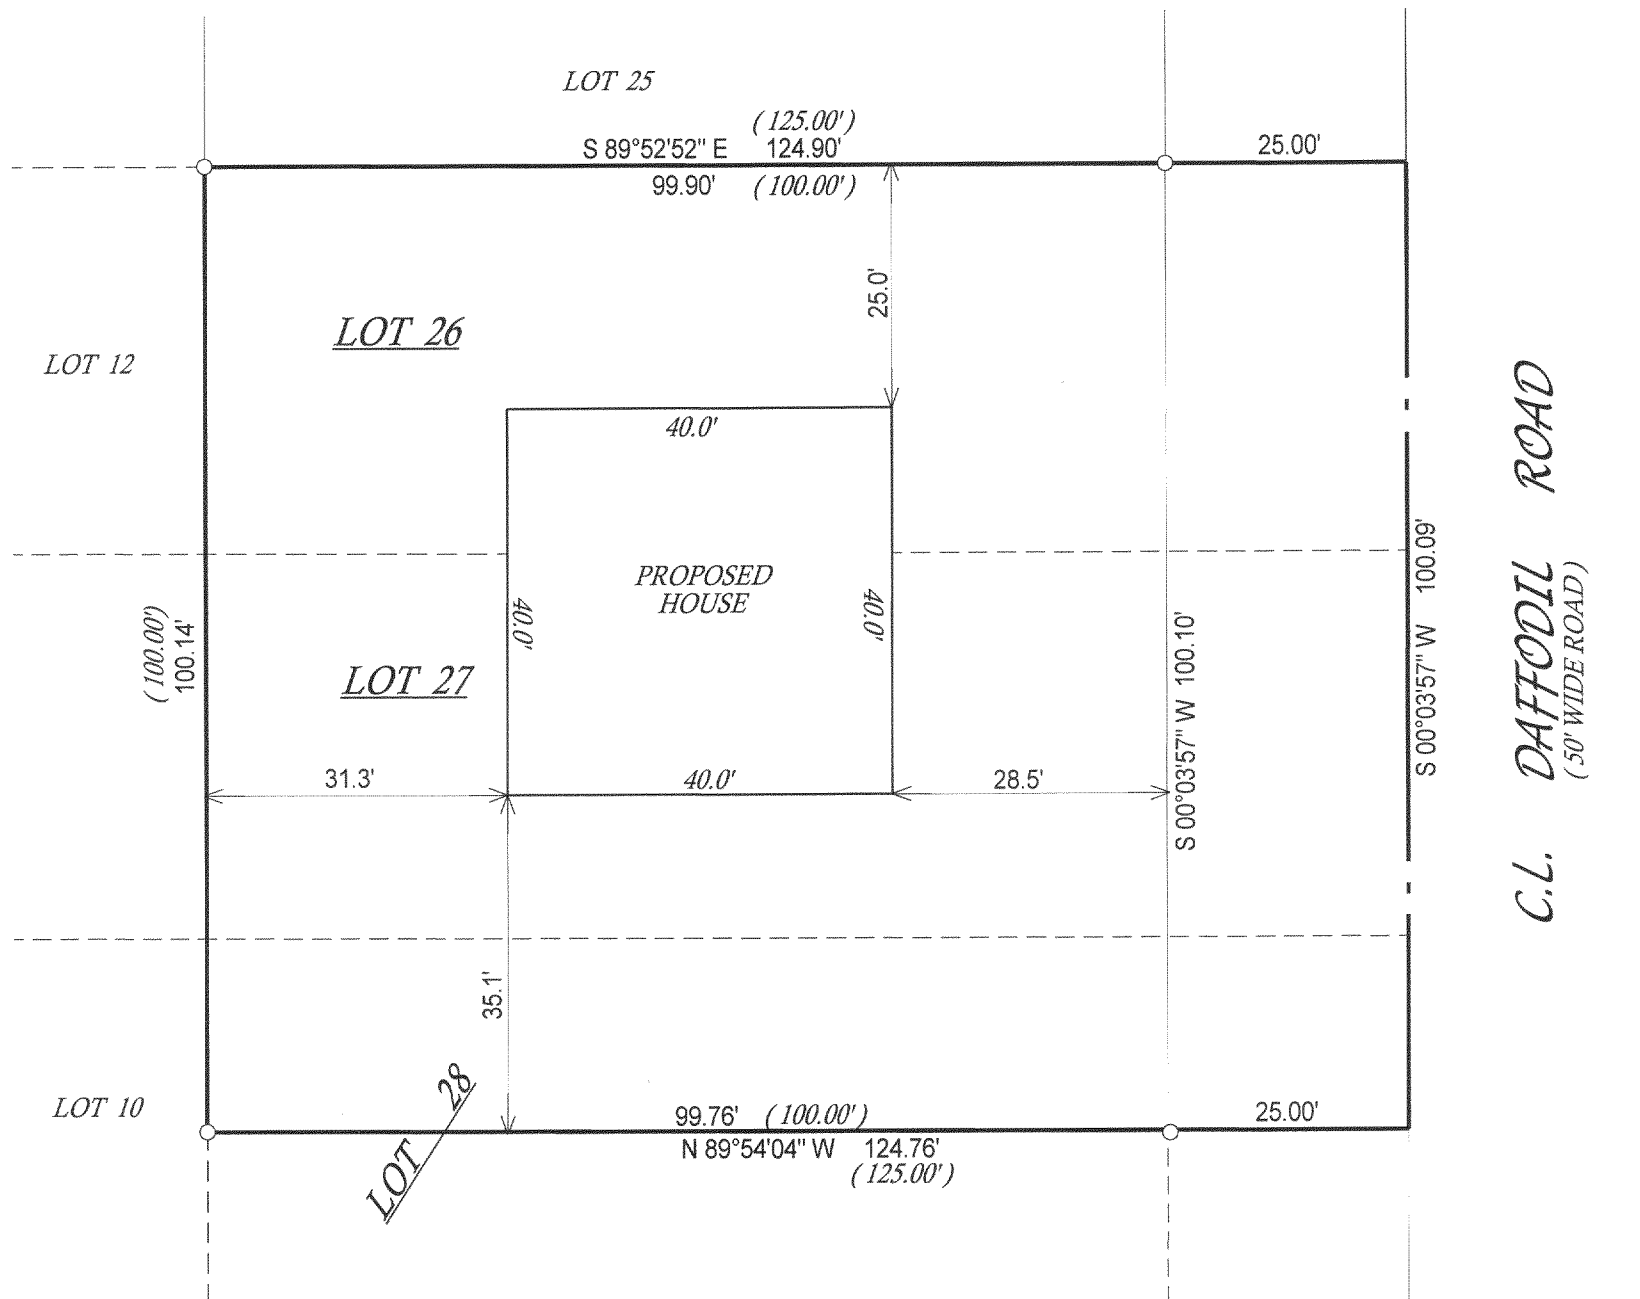 LOT 25
(125.00')
S 89°52'52" E 124.90'
25.00'
99.90' (100.00')
25.0'
LOT 26
LOT 12
40.0'
PROPOSED
HOUSE
40.0'
40.0'
(100.00')
100.14'
LOT 27
31.3'
40.0'
28.5'
S 00°03'57" W 100.10'
S 00°03'57" W 100.09'
C.L. DAFFODIL ROAD
(50' WIDE ROAD)
35.1'
LOT 28
LOT 10
99.76' (100.00')
25.00'
N 89°54'04" W 124.76'
(125.00')